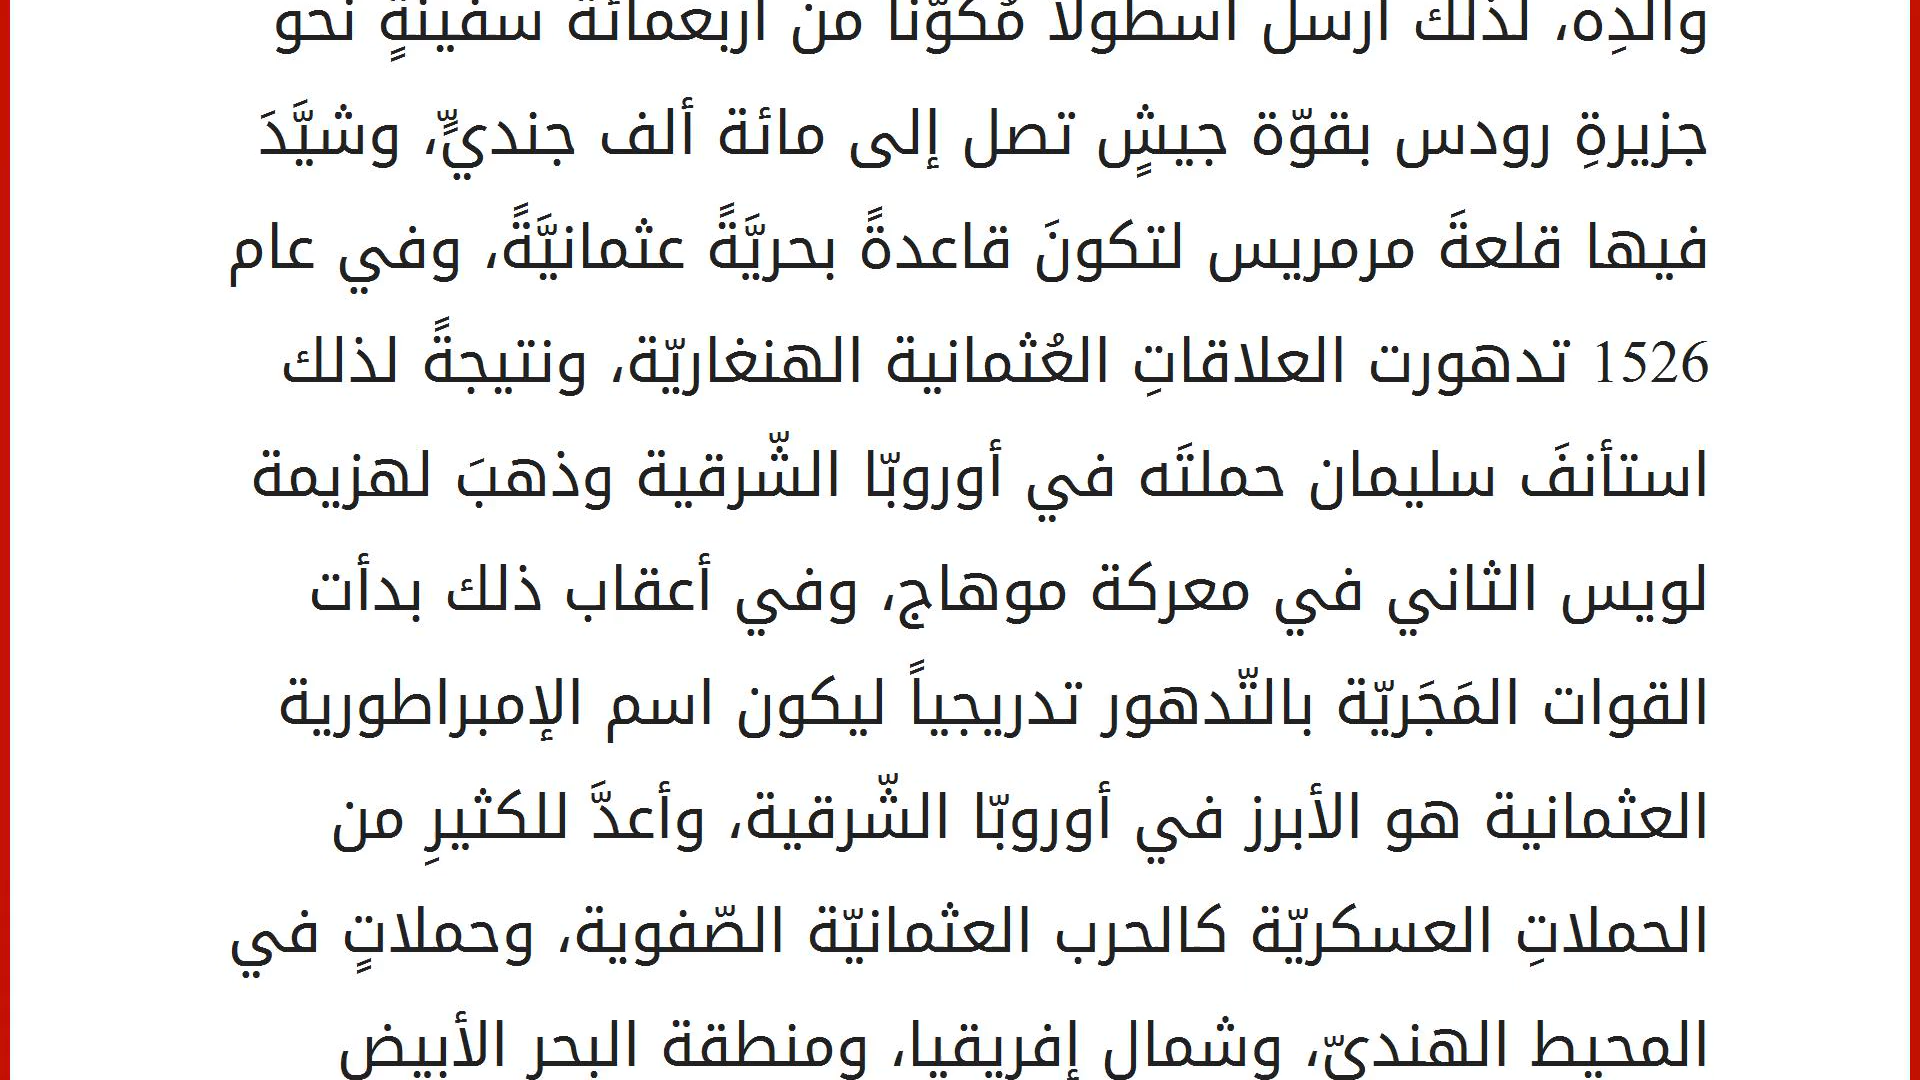 والدِه، لذلك أرسل أسطولاً مُكوّناً من أربعمائة سفينةٍ نحو
جزيرةِ رودس بقوّة جيشٍ تصل إلى مائة ألف جنديٍّ، وشيَّدَ
فيها قلعةَ مرمريس لتكونَ قاعدةً بحريَّةً عثمانيَّةً، وفي عام
1526 تدهورت العلاقاتِ العُثمانية الهنغاريّة، ونتيجةً لذلك
استأنفَ سليمان حملتَه في أوروبّا الشّرقية وذهبَ لهزيمة
لويس الثاني في معركة موهاج، وفي أعقاب ذلك بدأت
القوات المَجَريّة بالتّدهور تدريجياً ليكون اسم الإمبراطورية
العثمانية هو الأبرز في أوروبّا الشّرقية، وأعدَّ للكثيرِ من
الحملاتِ العسكريّة كالحرب العثمانيّة الصّفوية، وحملاتٍ في
المحيط الهنديّ، وشمال إفريقيا، ومنطقة البحر الأبيض